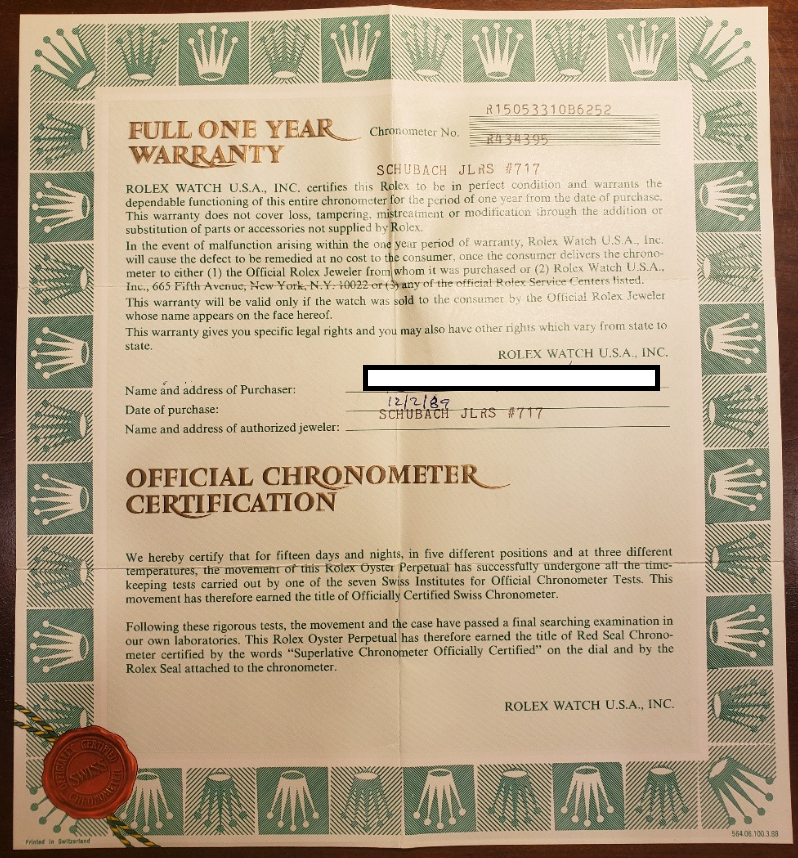 R15053310B6252
FULL ONE YEAR
WARRANTY
Chronometer No.
R434395
SCHUBACH JLRS #717
ROLEX WATCH U.S.A., INC. certifies this Rolex to be in perfect condition and warrants the
dependable functioning of this entire chronometer for the period of one year from the date of purchase.
This warranty does not cover loss, tampering, mistreatment or modification through the addition or
substitution of parts or accessories not supplied by Rolex.
In the event of malfunction arising within the one year period of warranty, Rolex Watch U.S.A., Inc.
will cause the defect to be remedied at no cost to the consumer, once the consumer delivers the chrono-
meter to either (1) the Official Rolex Jeweler from whom it was purchased or (2) Rolex Watch U.S.A.,
Inc., 665 Fifth Avenue, New York, N.Y. 10022 or (3) any of the official Rolex Service Centers listed.
This warranty will be valid only if the watch was sold to the consumer by the Official Rolex Jeweler
whose name appears on the face hereof.
This warranty gives you specific legal rights and you may also have other rights which vary from state to
state.
ROLEX WATCH U.S.A., INC.
Name and address of Purchaser:
12/2/89
Date of purchase:
SCHUBACH JLRS #717
Name and address of authorized jeweler:
OFFICIAL CHRONOMETER
CERTIFICATION
We hereby certify that for fifteen days and nights, in five different positions and at three different
temperatures, the movement of this Rolex Oyster Perpetual has successfully undergone all the time-
keeping tests carried out by one of the seven Swiss Institutes for Official Chronometer Tests. This
movement has therefore earned the title of Officially Certified Swiss Chronometer.
Following these rigorous tests, the movement and the case have passed a final searching examination in
our own laboratories. This Rolex Oyster Perpetual has therefore earned the title of Red Seal Chrono-
meter certified by the words “Superlative Chronometer Officially Certified” on the dial and by the
Rolex Seal attached to the chronometer.
ROLEX WATCH U.S.A., INC.
OFFICIALLY CERTIFIED
SWISS
CHRONOMETER
Printed in Switzerland
564.06.100.3.88